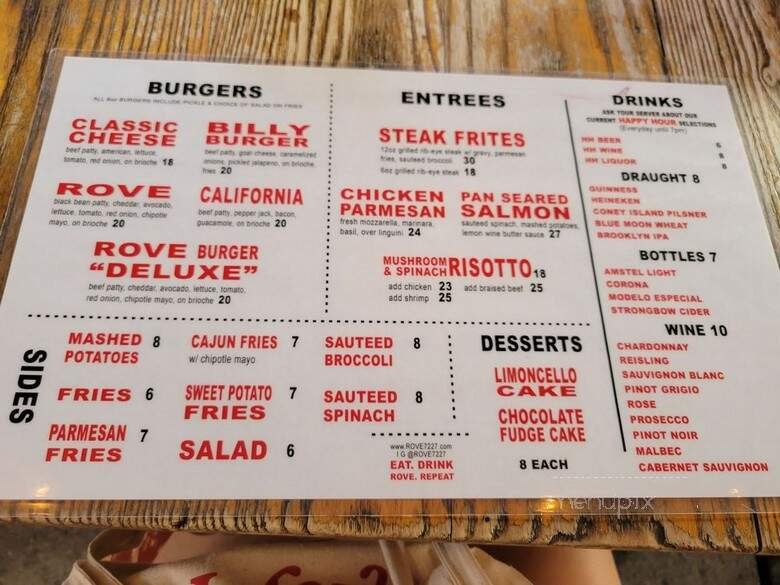 BURGERS
ALL 8oz BURGERS INCLUDE PICKLE & CHOICE OF SALAD OR FRIES
CLASSIC
CHEESE
beef patty, american, lettuce,
tomato, red onion, on brioche 18
BILLY
BURGER
beef patty, goat cheese, caramelized
onions, pickled jalapeno, on brioche,
fries 20
ROVE
black bean patty, cheddar, avocado,
lettuce, tomato, red onion, chipotle
mayo, on brioche 20
CALIFORNIA
beef patty, pepper jack, bacon,
guacamole, on brioche 20
ROVE BURGER
"DELUXE"
beef patty, cheddar, avocado, lettuce, tomato,
red onion, chipotle mayo, on brioche 20
ENTREES
STEAK FRITES
12oz grilled rib-eye steak w/ gravy, parmesan
fries, sauteed broccoli 30
6oz grilled rib-eye steak 18
CHICKEN
PARMESAN
fresh mozzarella, marinara,
basil, over linguini 24
PAN SEARED
SALMON
sauteed spinach, mashed potatoes,
lemon wine butter sauce 27
MUSHROOM
& SPINACH RISOTTO 18
add chicken 23 add braised beef 25
add shrimp 25
DRINKS
ASK YOUR SERVER ABOUT OUR
CURRENT HAPPY HOUR SELECTIONS
(Everyday until 7pm)
HH BEER 6
HH WINE 8
HH LIQUOR 8
DRAUGHT 8
GUINNESS
HEINEKEN
CONEY ISLAND PILSNER
BLUE MOON WHEAT
BROOKLYN IPA
BOTTLES 7
AMSTEL LIGHT
CORONA
MODELO ESPECIAL
STRONGBOW CIDER
WINE 10
CHARDONNAY
REISLING
SAUVIGNON BLANC
PINOT GRIGIO
ROSE
PROSECCO
PINOT NOIR
MALBEC
CABERNET SAUVIGNON
SIDES
MASHED 8
POTATOES
FRIES 6
PARMESAN 7
FRIES
CAJUN FRIES 7
w/ chipotle mayo
SWEET POTATO 7
FRIES
SALAD 6
SAUTEED 8
BROCCOLI
SAUTEED 8
SPINACH
www.ROVE7227.com
IG @ROVE7227
EAT. DRINK
ROVE. REPEAT
DESSERTS
LIMONCELLO
CAKE
CHOCOLATE
FUDGE CAKE
8 EACH
menupix